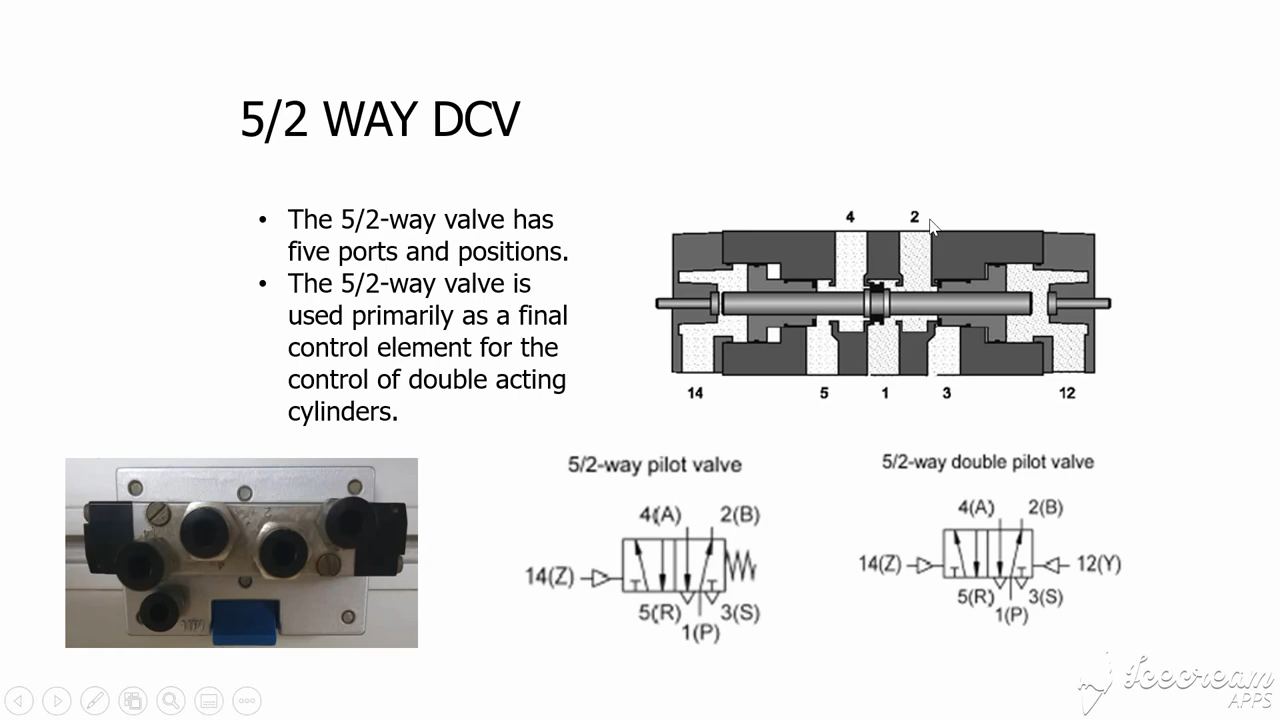 5/2 WAY DCV
• The 5/2-way valve has
five ports and positions.
• The 5/2-way valve is
used primarily as a final
control element for the
control of double acting
cylinders.
4 2
14 5 1 3 12
5/2-way pilot valve
4(A) 2(B)
14(Z)
5(R) 3(S)
1(P)
5/2-way double pilot valve
4(A) 2(B)
14(Z) 12(Y)
5(R) 3(S)
1(P)
Icecream
APPS